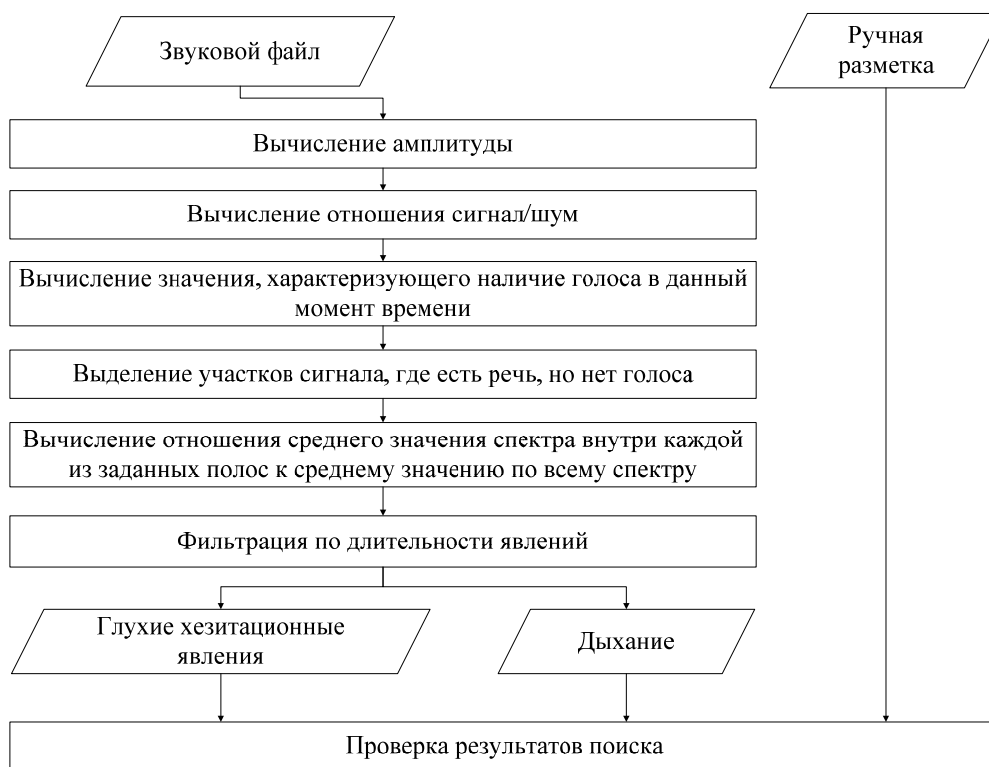 Звуковой файл
Ручная
разметка
Вычисление амплитуды
Вычисление отношения сигнал/шум
Вычисление значения, характеризующего наличие голоса в данный
момент времени
Выделение участков сигнала, где есть речь, но нет голоса
Вычисление отношения среднего значения спектра внутри каждой
из заданных полос к среднему значению по всему спектру
Фильтрация по длительности явлений
Глухие хезитационные
явления
Дыхание
Проверка результатов поиска